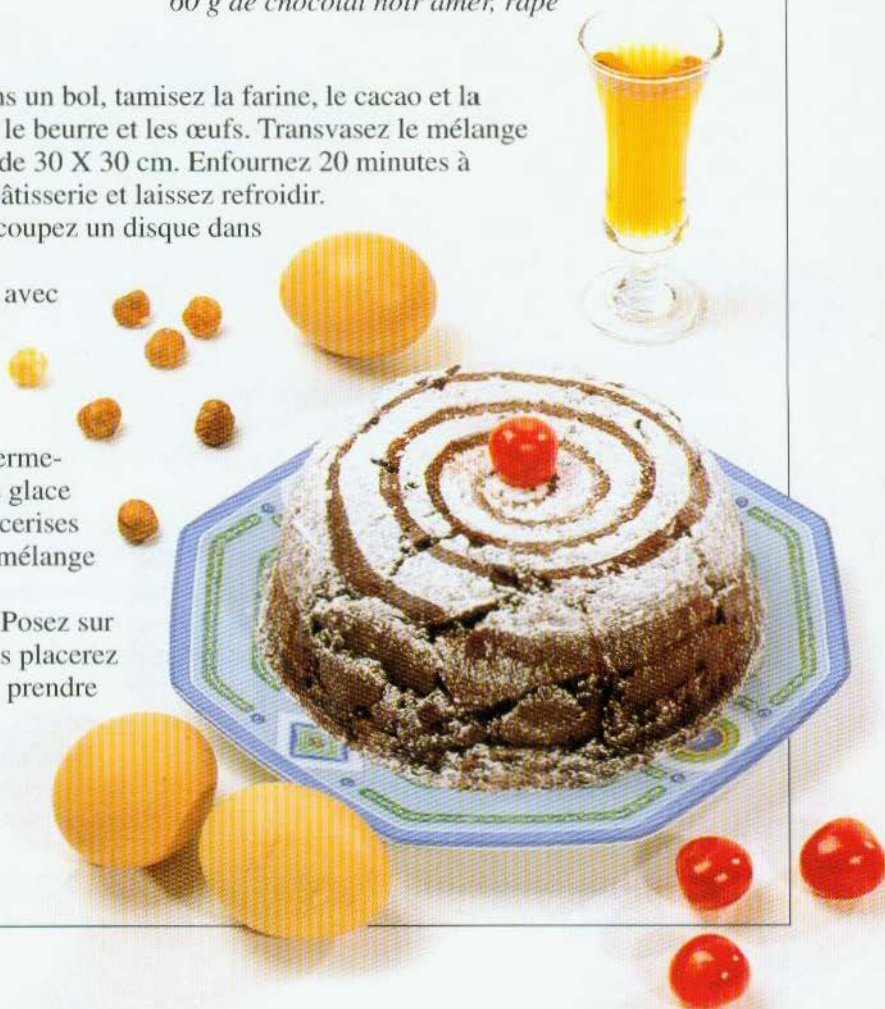 60 g de chocolat noir amer, râpé
ns un bol, tamisez la farine, le cacao et la
le beurre et les œufs. Transvasez le mélange
de 30 X 30 cm. Enfournez 20 minutes à
âtisserie et laissez refroidir.
coupez un disque dans
avec
erme-
glace
cerises
mélange
Posez sur
s placerez
prendre